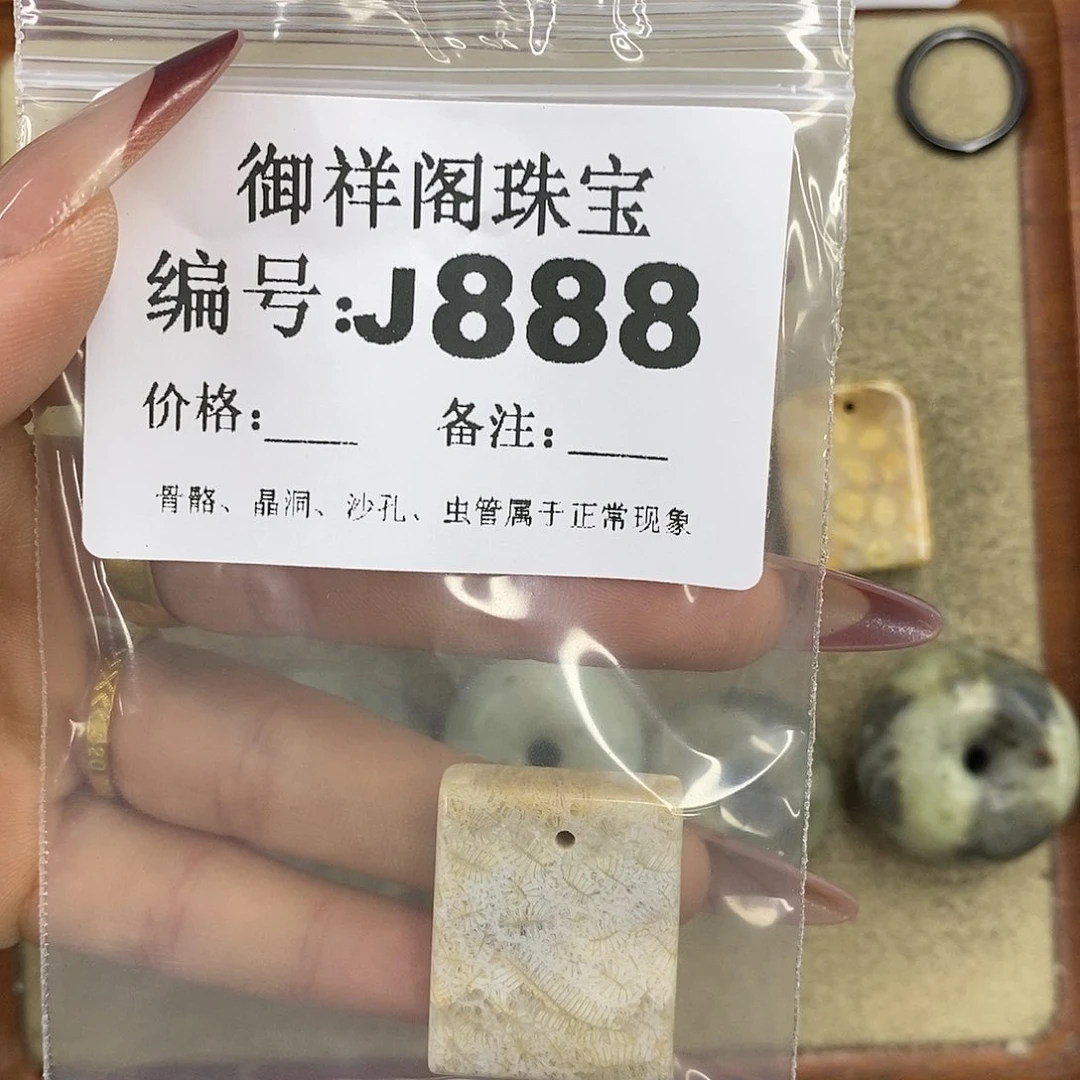 御祥阁珠宝
编号:J888
价格:____ 备注:____
骨骼、晶洞、沙孔、虫管属于正常现象